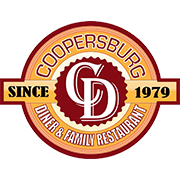 COOPERSBURG
SINCE 1979
CD
DINER & FAMILY RESTAURANT